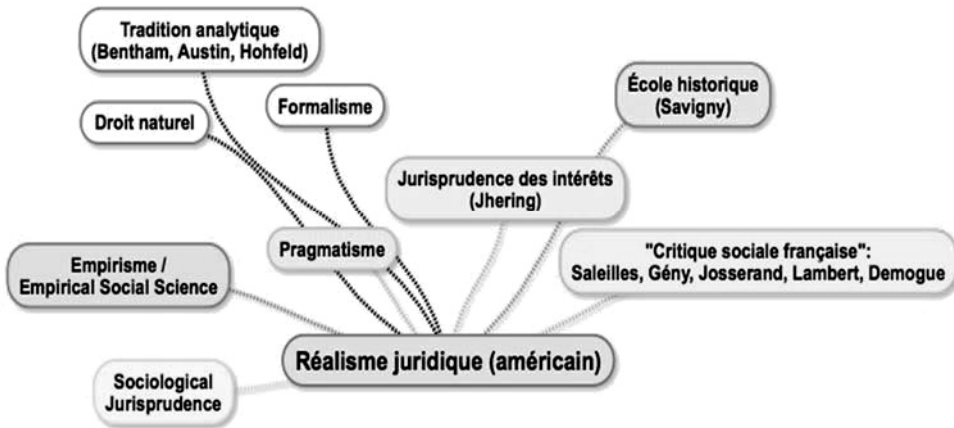 Tradition analytique
(Bentham, Austin, Hohfeld)
Droit naturel
Formalisme
École historique
(Savigny)
Jurisprudence des intérêts
(Jhering)
Pragmatisme
"Critique sociale française":
Saleilles, Gény, Josserand, Lambert, Demogue
Empirisme /
Empirical Social Science
Réalisme juridique (américain)
Sociological
Jurisprudence